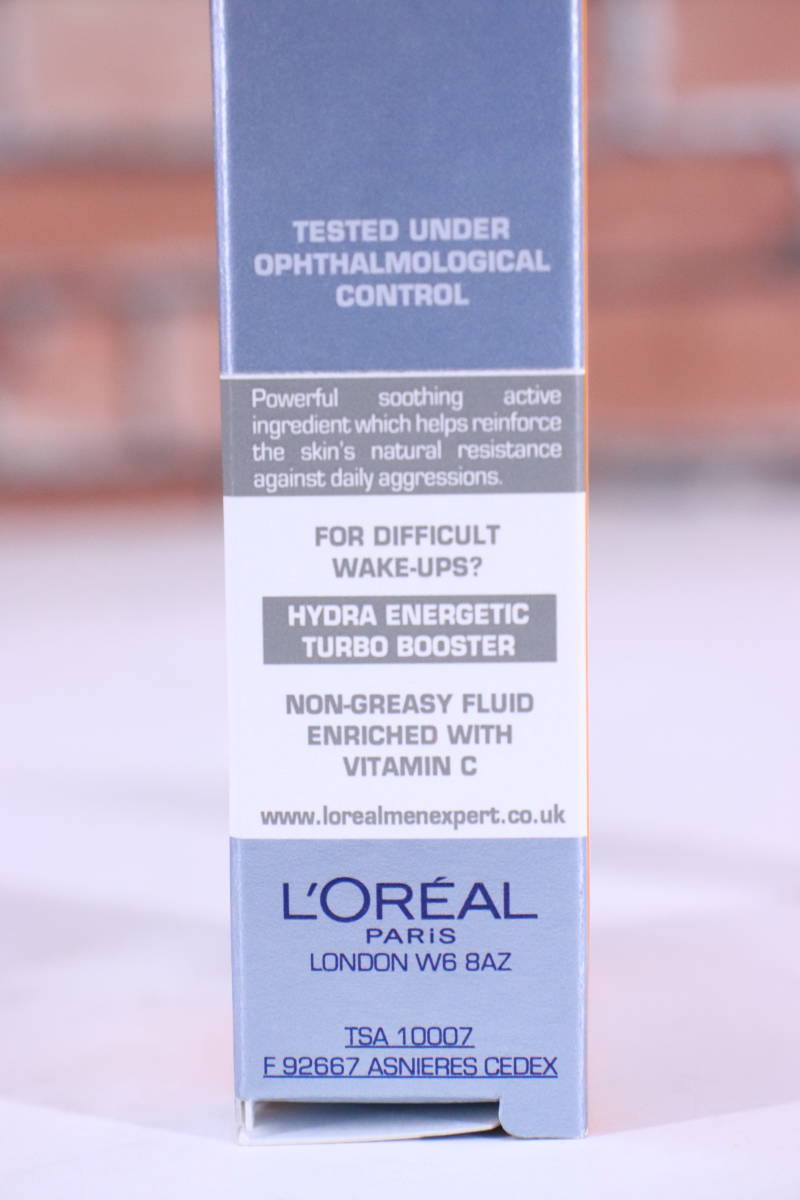 TESTED UNDER
OPHTHALMOLOGICAL
CONTROL
Powerful soothing active
ingredient which helps reinforce
the skin's natural resistance
against daily aggressions.
FOR DIFFICULT
WAKE-UPS?
HYDRA ENERGETIC
TURBO BOOSTER
NON-GREASY FLUID
ENRICHED WITH
VITAMIN C
www.lorealmenexpert.co.uk
L'ORÉAL
PARiS
LONDON W6 8AZ
TSA 10007
F 92667 ASNIERES CEDEX